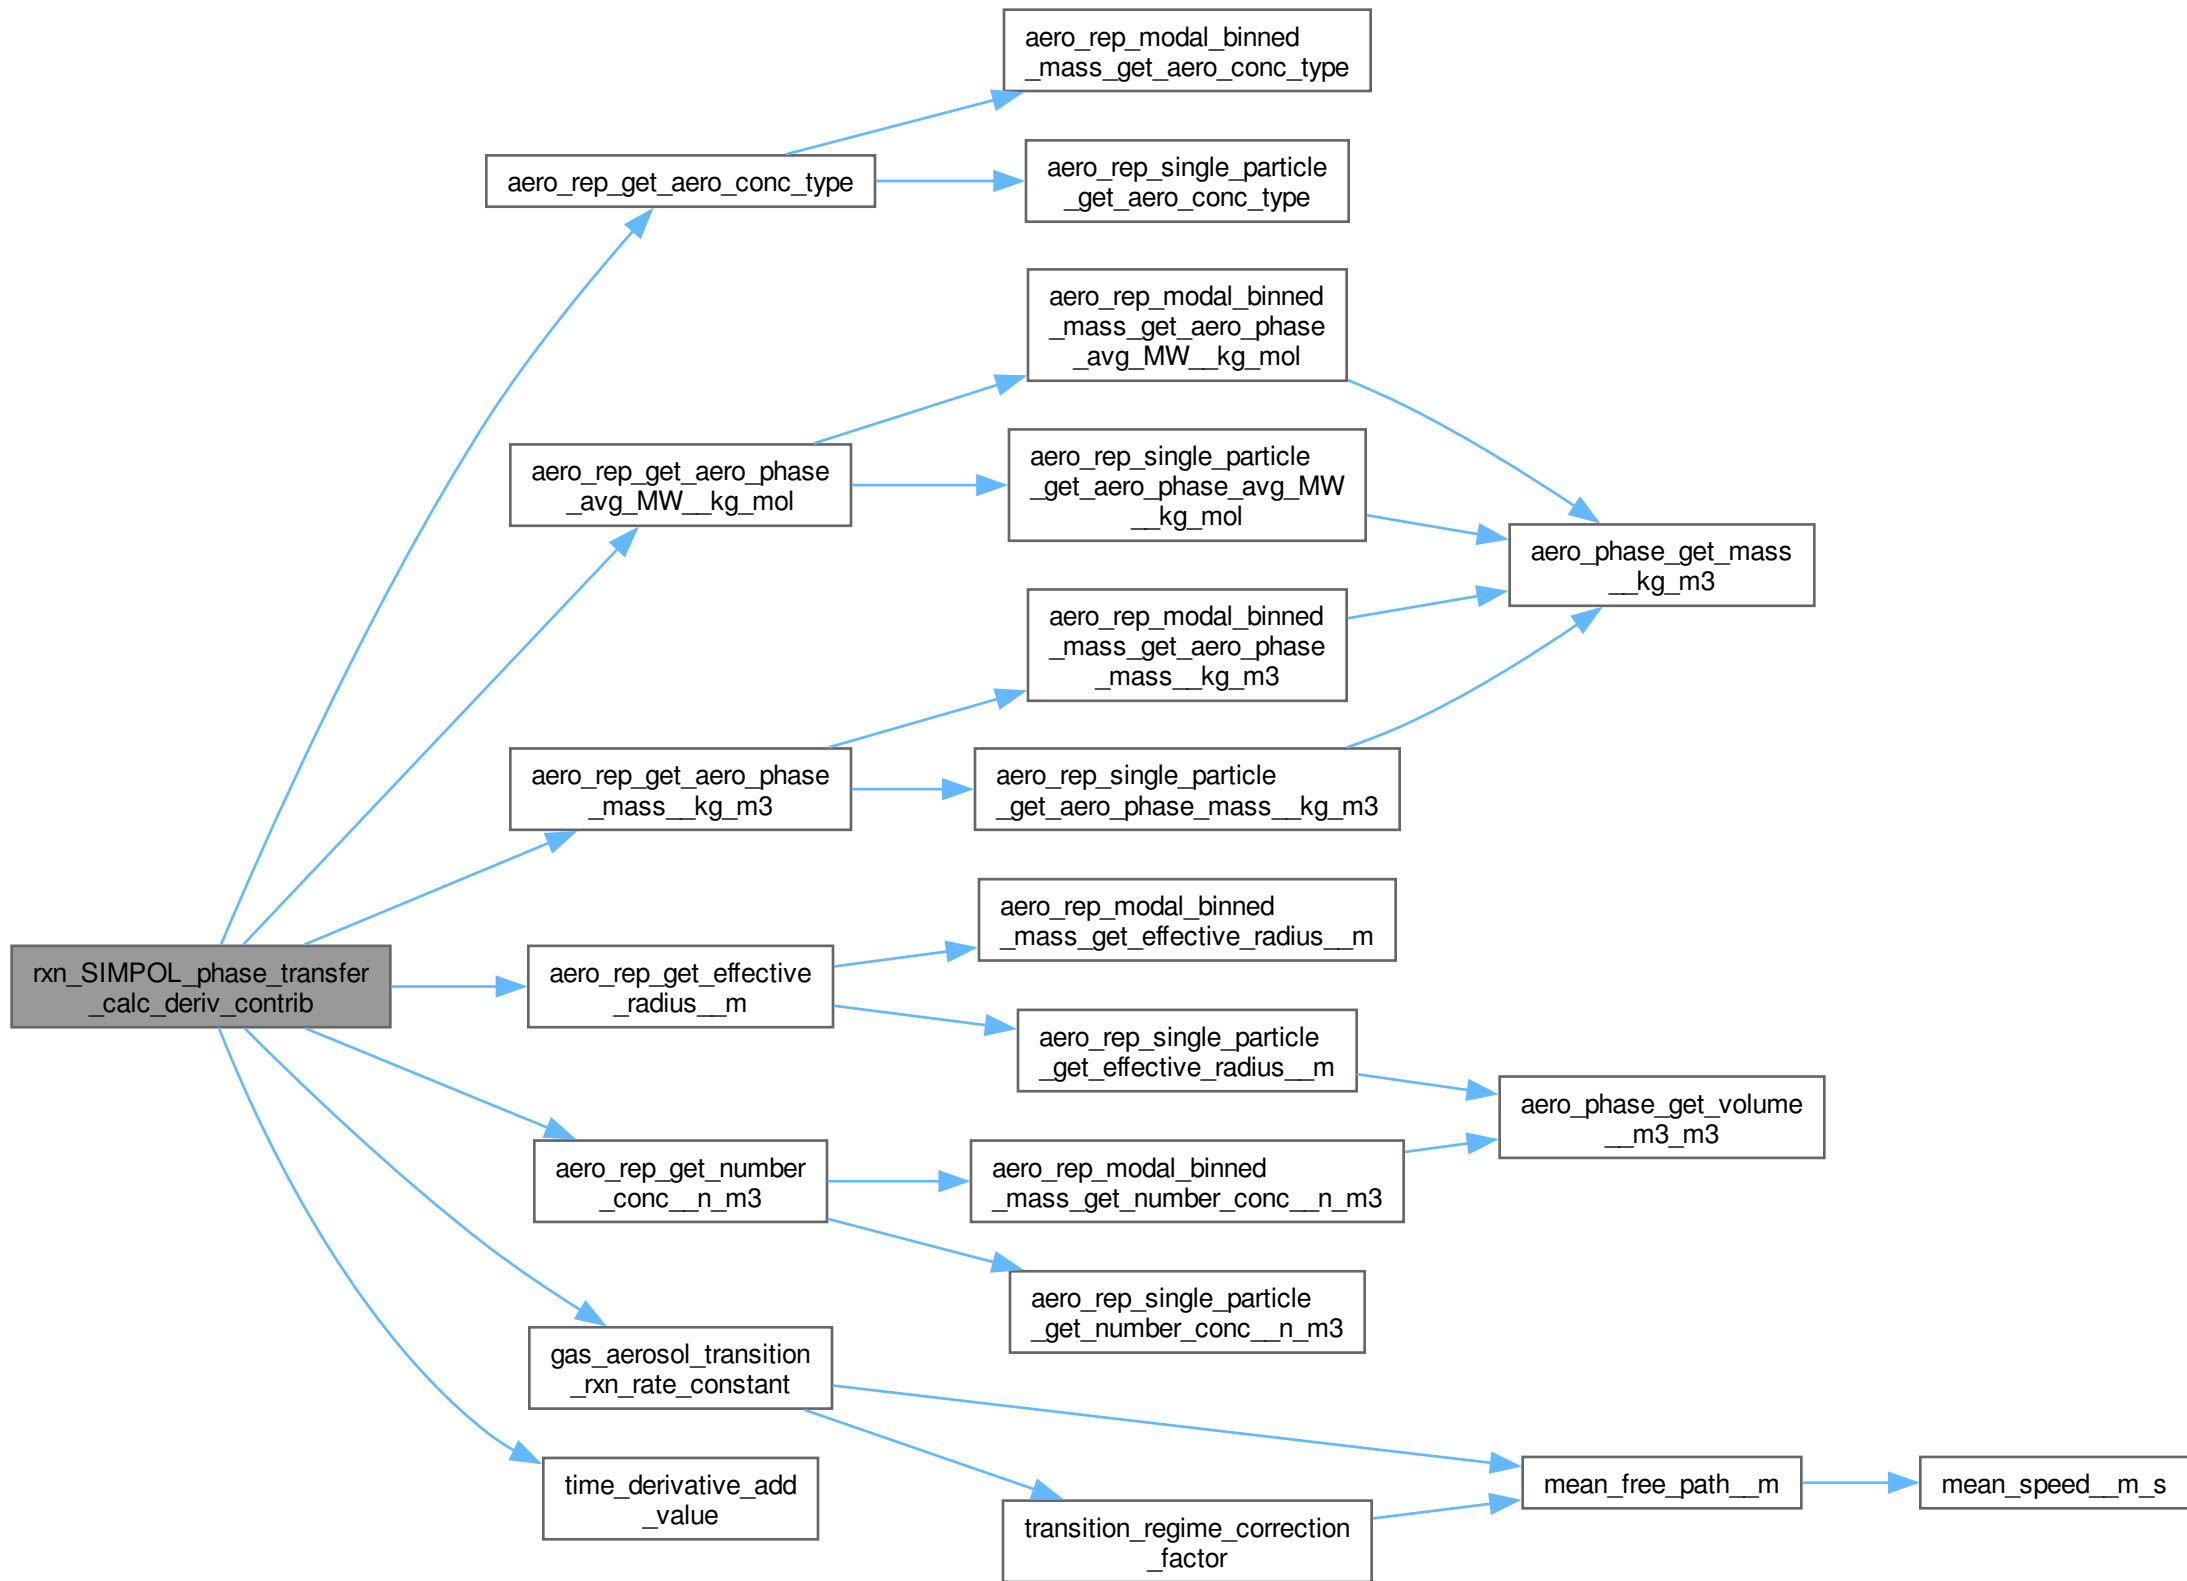 rxn_SIMPOL_phase_transfer
_calc_deriv_contrib
aero_rep_get_aero_conc_type
aero_rep_modal_binned
_mass_get_aero_conc_type
aero_rep_single_particle
_get_aero_conc_type
aero_rep_get_aero_phase
_avg_MW__kg_mol
aero_rep_modal_binned
_mass_get_aero_phase
_avg_MW__kg_mol
aero_rep_single_particle
_get_aero_phase_avg_MW
__kg_mol
aero_phase_get_mass
__kg_m3
aero_rep_get_aero_phase
_mass__kg_m3
aero_rep_modal_binned
_mass_get_aero_phase
_mass__kg_m3
aero_rep_single_particle
_get_aero_phase_mass__kg_m3
aero_rep_get_effective
_radius__m
aero_rep_modal_binned
_mass_get_effective_radius__m
aero_rep_single_particle
_get_effective_radius__m
aero_phase_get_volume
__m3_m3
aero_rep_get_number
_conc__n_m3
aero_rep_modal_binned
_mass_get_number_conc__n_m3
aero_rep_single_particle
_get_number_conc__n_m3
gas_aerosol_transition
_rxn_rate_constant
mean_free_path__m
mean_speed__m_s
transition_regime_correction
_factor
time_derivative_add
_value